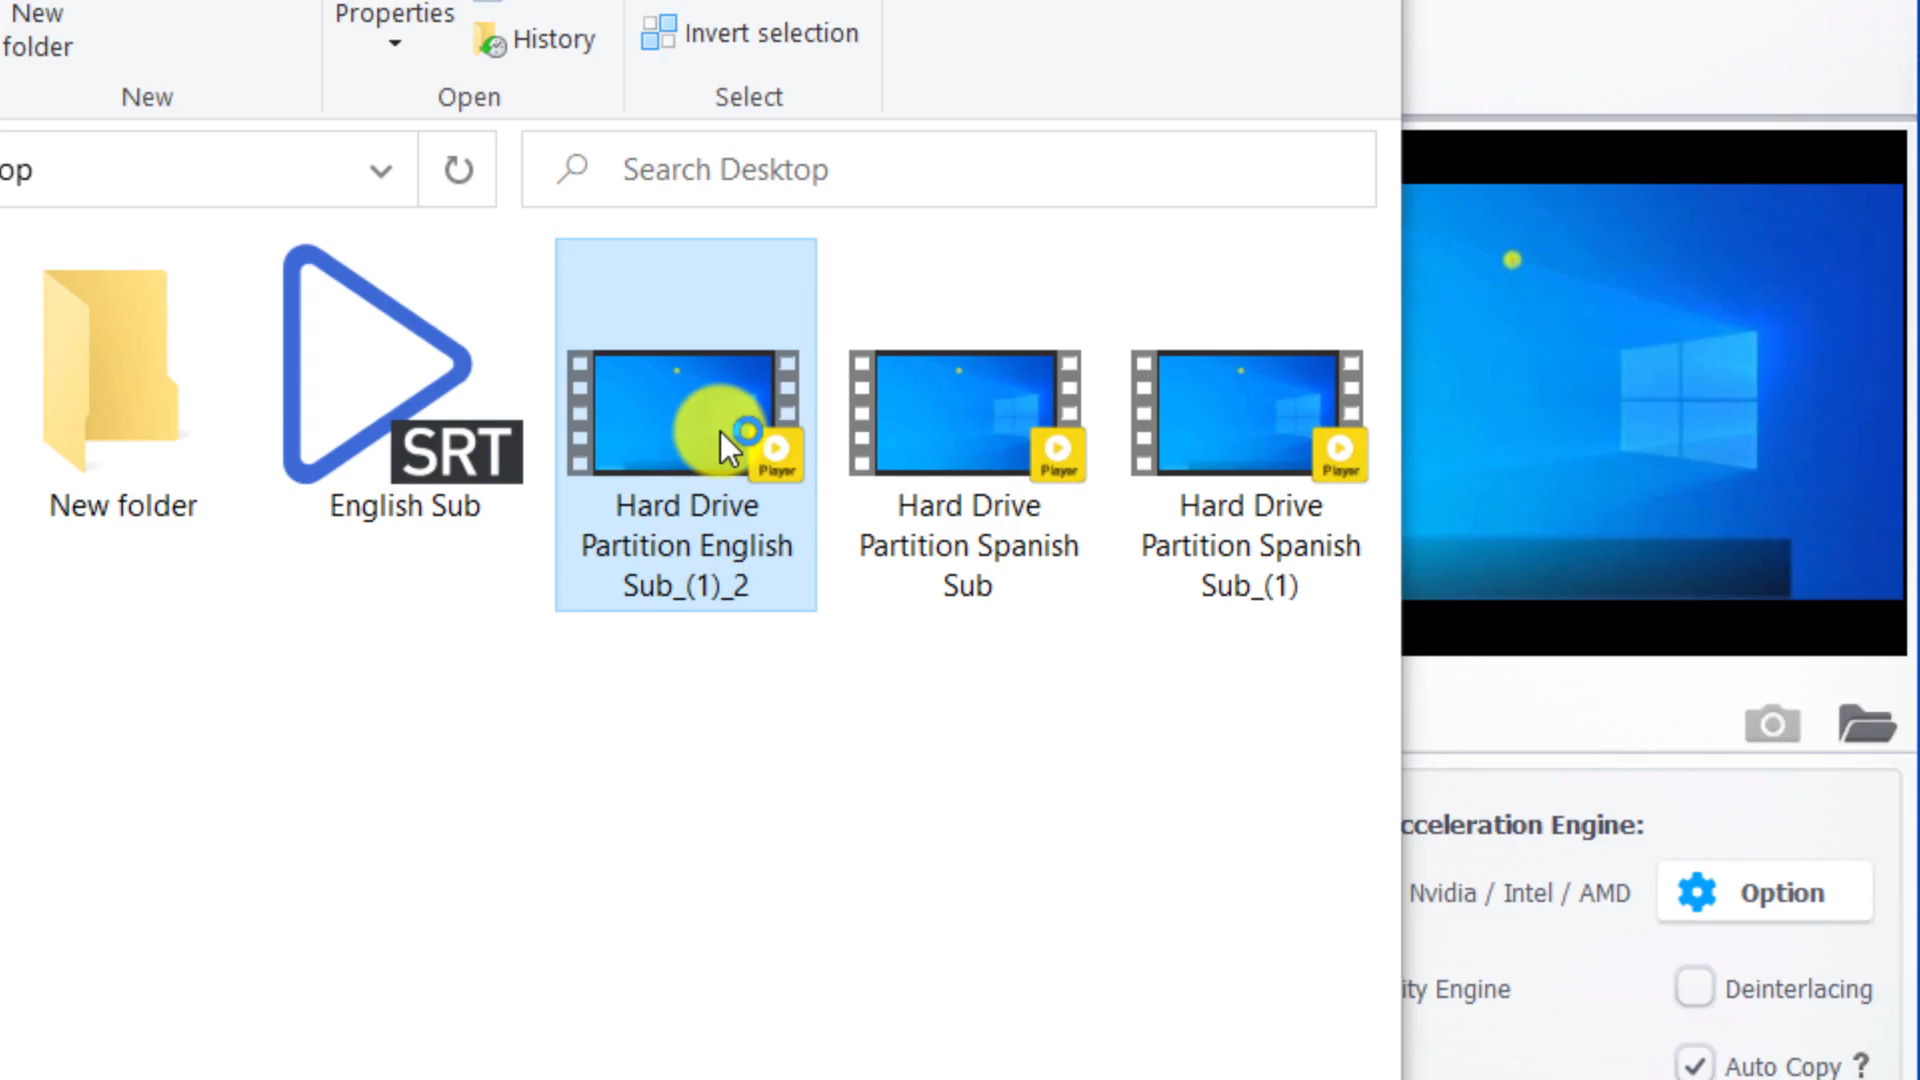 New
folder
Properties
History
Invert selection
New
Open
Select
op
Search Desktop
SRT
Player
Player
Player
New folder
English Sub
Hard Drive
Partition English
Sub_(1)_2
Hard Drive
Partition Spanish
Sub
Hard Drive
Partition Spanish
Sub_(1)
cceleration Engine:
Nvidia / Intel / AMD
Option
ity Engine
Deinterlacing
Auto Copy ?